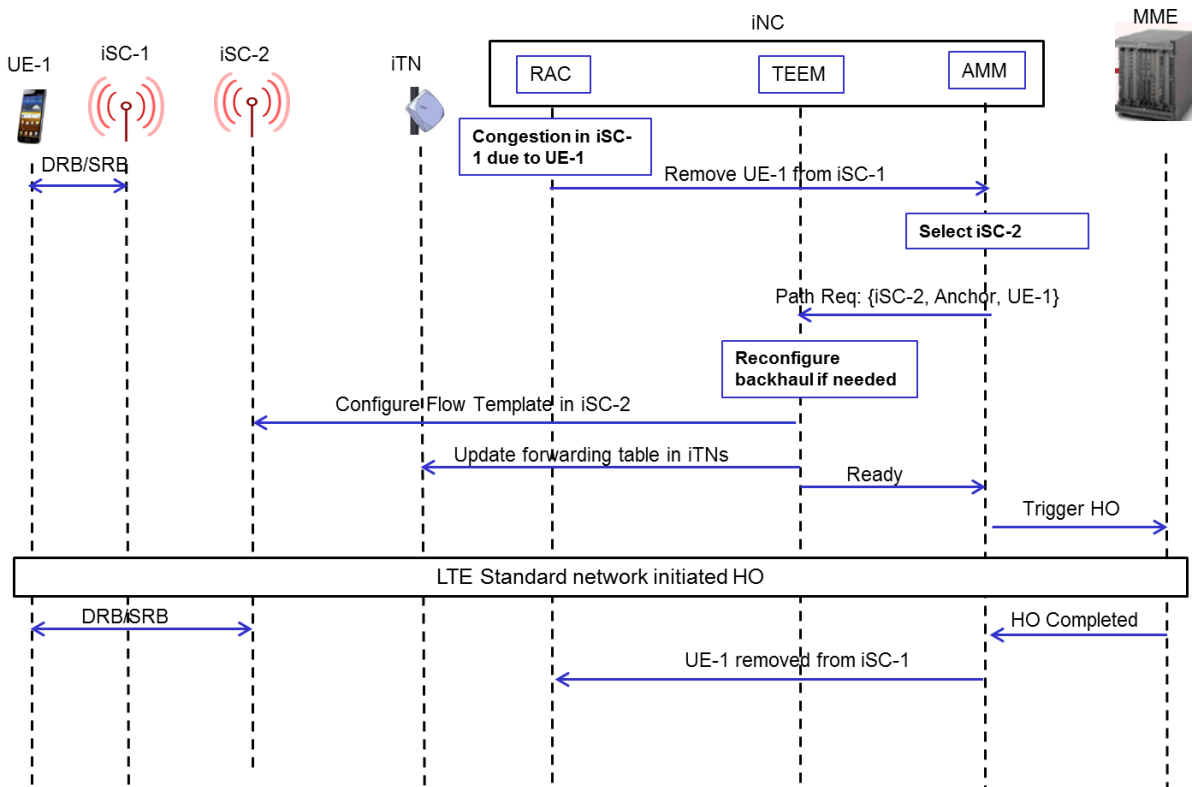 iNC
MME
UE-1
iSC-1
iSC-2
iTN
RAC
TEEM
AMM
Congestion in iSC-
1 due to UE-1
DRB/SRB
Remove UE-1 from iSC-1
Select iSC-2
Path Req: {iSC-2, Anchor, UE-1}
Reconfigure
backhaul if needed
Configure Flow Template in iSC-2
Update forwarding table in iTNs
Ready
Trigger HO
LTE Standard network initiated HO
DRB/SRB
HO Completed
UE-1 removed from iSC-1